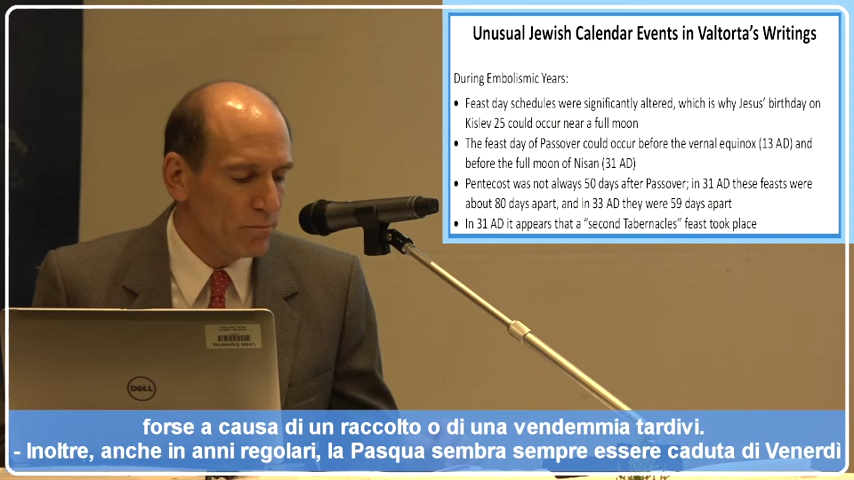 Unusual Jewish Calendar Events in Valtorta's Writings
During Embolismic Years:
• Feast day schedules were significantly altered, which is why Jesus' birthday on
Kislev 25 could occur near a full moon
• The feast day of Passover could occur before the vernal equinox (13 AD) and
before the full moon of Nisan (31 AD)
• Pentecost was not always 50 days after Passover; in 31 AD these feasts were
about 80 days apart, and in 33 AD they were 59 days apart
• In 31 AD it appears that a “second Tabernacles” feast took place
DELL
forse a causa di un raccolto o di una vendemmia tardivi.
- Inoltre, anche in anni regolari, la Pasqua sembra sempre essere caduta di Venerdì